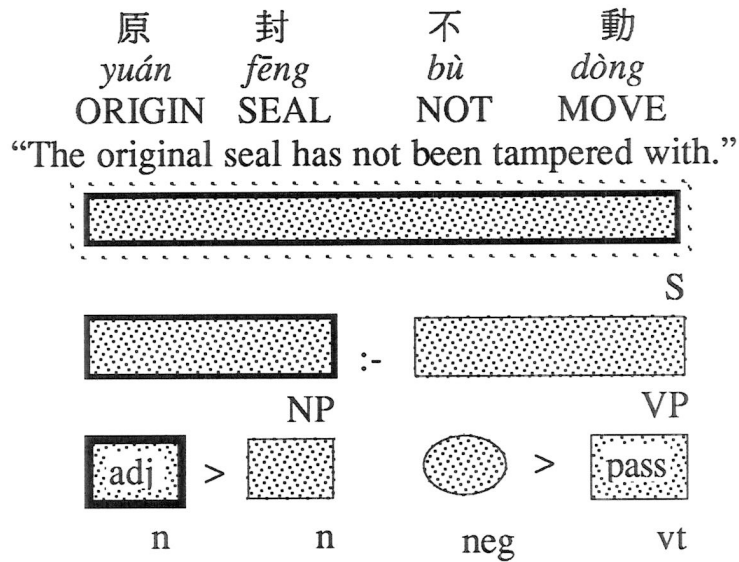 原 封 不 動
yuán fēng bù dòng
ORIGIN SEAL NOT MOVE
“The original seal has not been tampered with.”
S
:-
NP VP
adj > > pass
n n neg vt